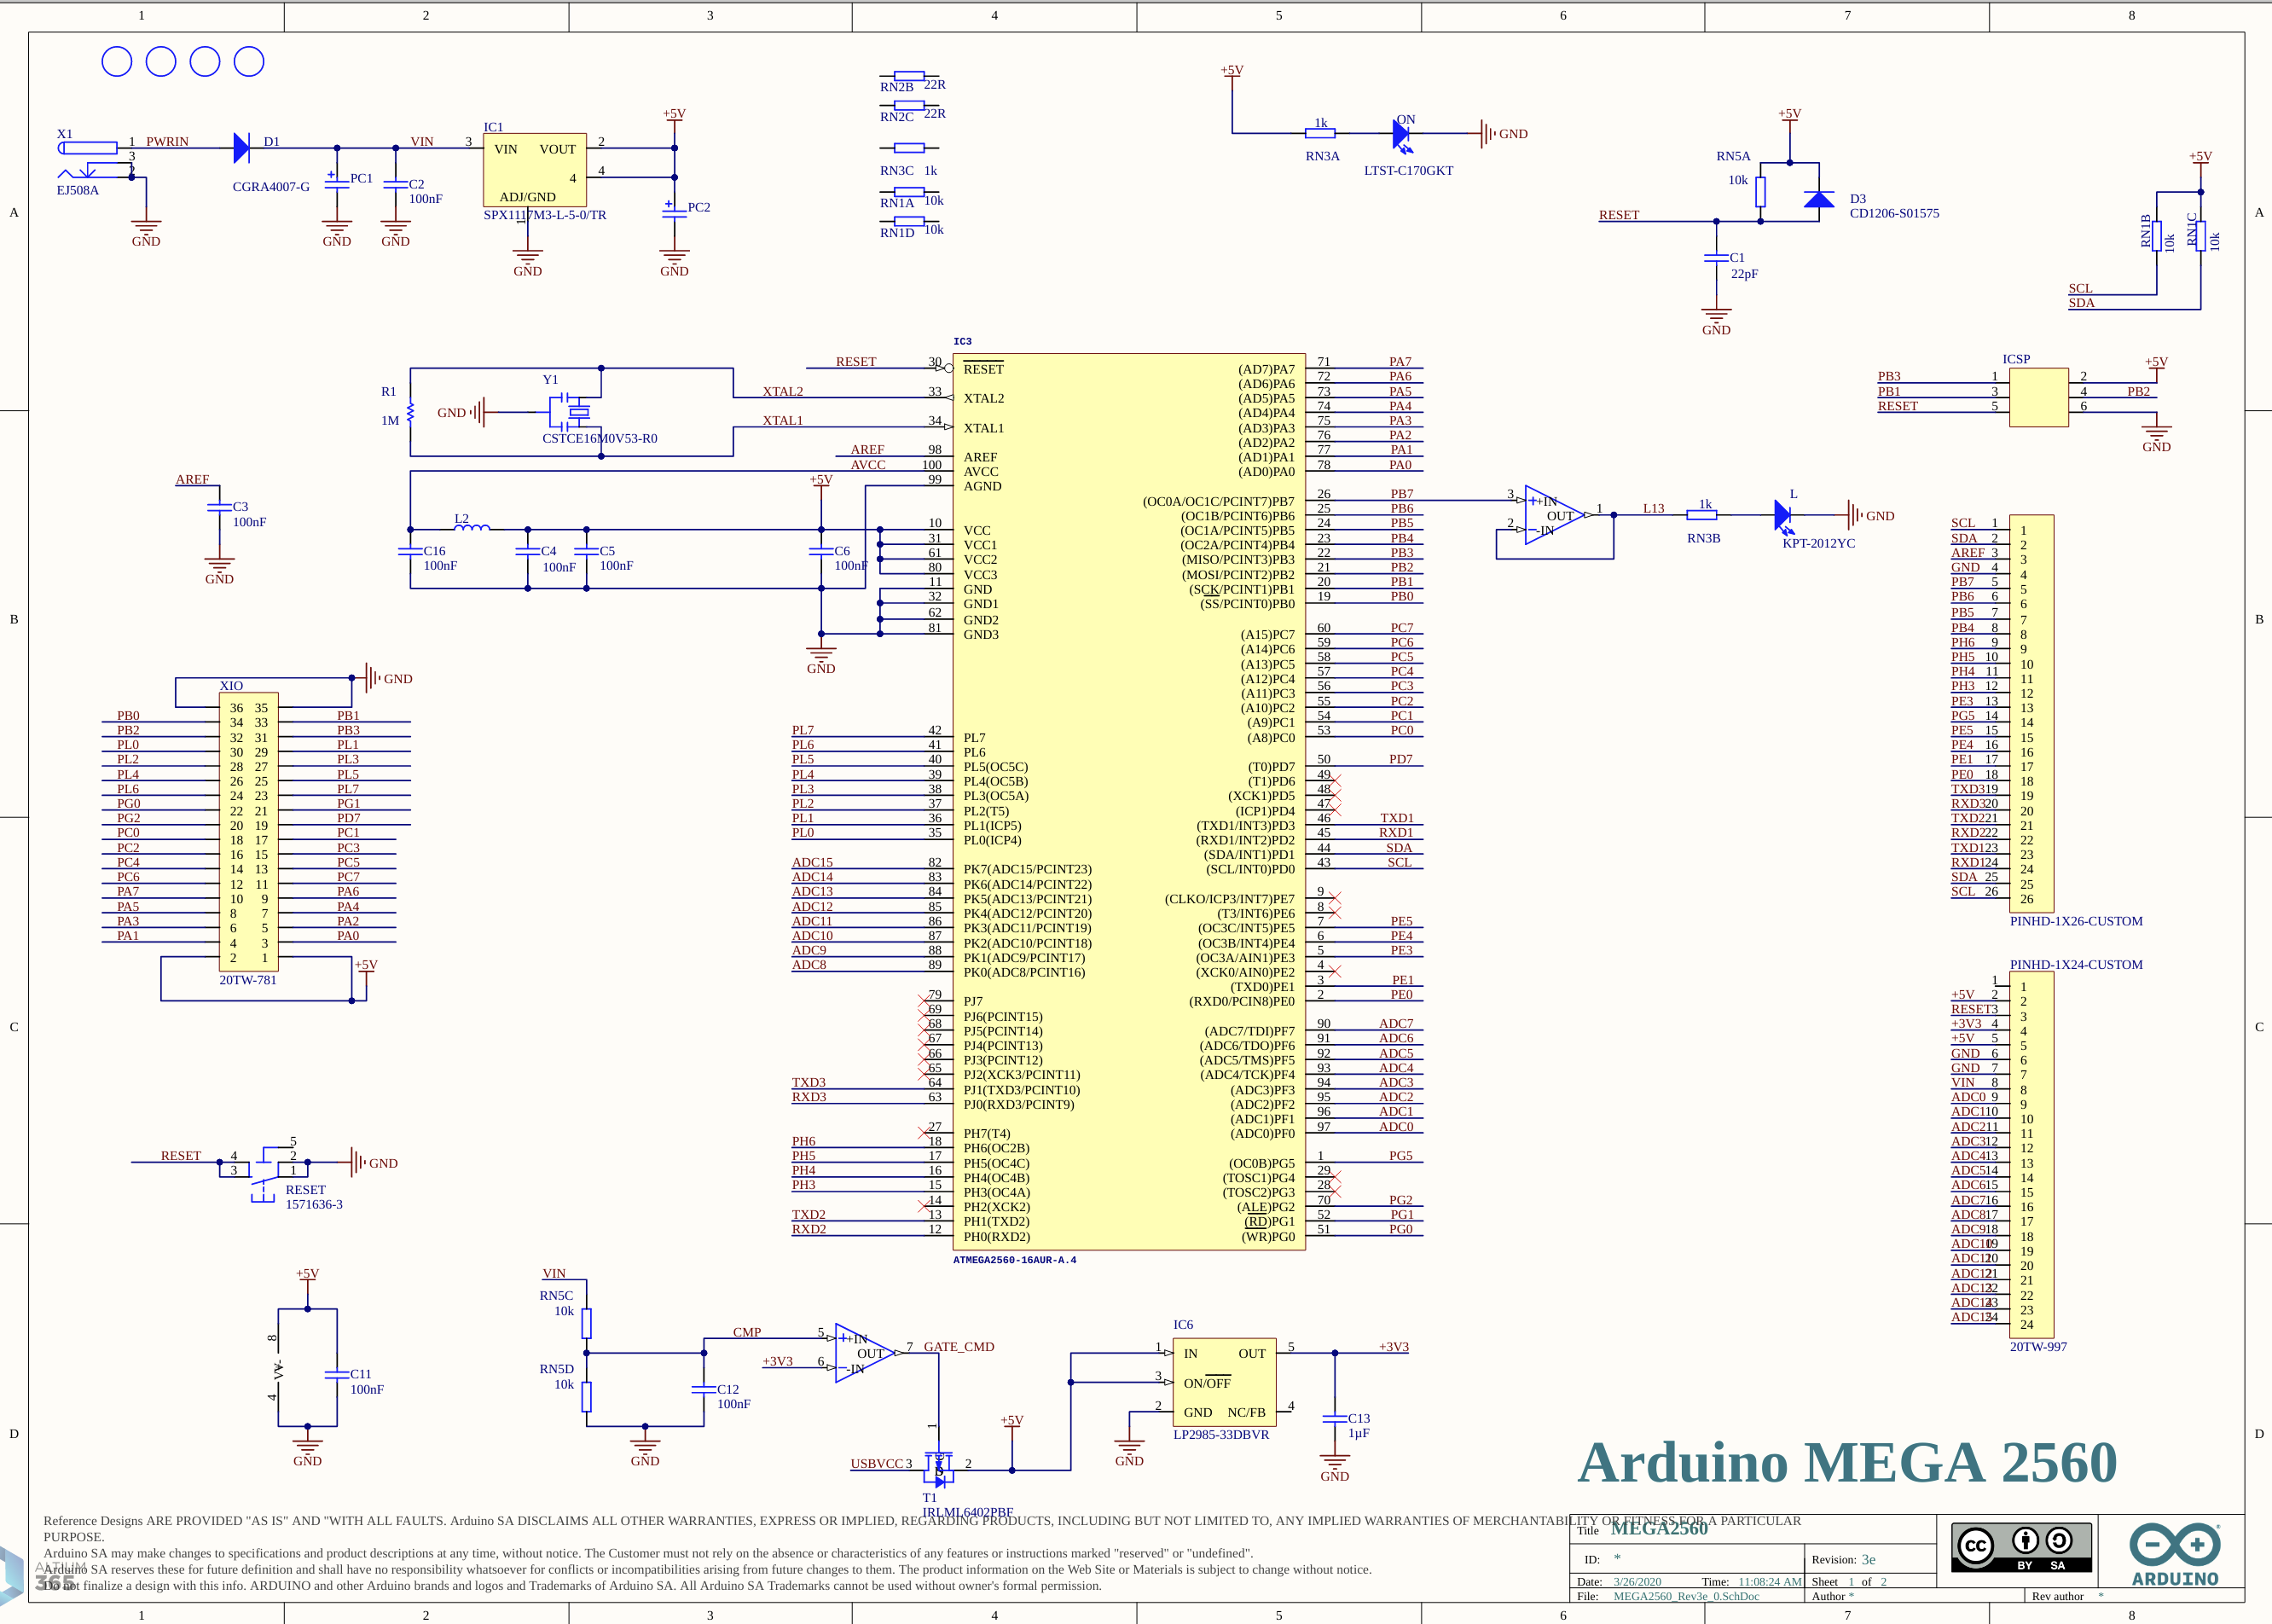 1 2 3 4 5 6 7 8
A A
B B
C C
D D
X1
1 PWRIN
3
EJ508A
GND
D1
CGRA4007-G
PC1
GND
VIN
C2
100nF
GND
IC1
3 VIN VOUT 2
4 4
ADJ/GND
1
SPX1117M3-L-5-0/TR
GND
+5V
PC2
GND
RN2B 22R
RN2C 22R
RN3C 1k
RN1A 10k
RN1D 10k
+5V
1k
RN3A
ON
LTST-C170GKT
GND
+5V
RN5A
10k
D3
CD1206-S01575
RESET
C1
22pF
GND
+5V
RN1B
10k
RN1C
10k
SCL
SDA
R1
1M
GND
Y1
CSTCE16M0V53-R0
XTAL2
XTAL1
AREF
C3
100nF
GND
L2
C16
100nF
C4
100nF
C5
100nF
+5V
C6
100nF
GND
IC3
RESET 30 RESET
33 XTAL2
34 XTAL1
AREF 98 AREF
AVCC 100 AVCC
99 AGND
10 VCC
31 VCC1
61 VCC2
80 VCC3
11 GND
32 GND1
62 GND2
81 GND3
PL7 42 PL7
PL6 41 PL6
PL5 40 PL5(OC5C)
PL4 39 PL4(OC5B)
PL3 38 PL3(OC5A)
PL2 37 PL2(T5)
PL1 36 PL1(ICP5)
PL0 35 PL0(ICP4)
ADC15 82 PK7(ADC15/PCINT23)
ADC14 83 PK6(ADC14/PCINT22)
ADC13 84 PK5(ADC13/PCINT21)
ADC12 85 PK4(ADC12/PCINT20)
ADC11 86 PK3(ADC11/PCINT19)
ADC10 87 PK2(ADC10/PCINT18)
ADC9 88 PK1(ADC9/PCINT17)
ADC8 89 PK0(ADC8/PCINT16)
79 PJ7
69 PJ6(PCINT15)
68 PJ5(PCINT14)
67 PJ4(PCINT13)
66 PJ3(PCINT12)
65 PJ2(XCK3/PCINT11)
TXD3 64 PJ1(TXD3/PCINT10)
RXD3 63 PJ0(RXD3/PCINT9)
27 PH7(T4)
PH6 18 PH6(OC2B)
PH5 17 PH5(OC4C)
PH4 16 PH4(OC4B)
PH3 15 PH3(OC4A)
14 PH2(XCK2)
TXD2 13 PH1(TXD2)
RXD2 12 PH0(RXD2)
(AD7)PA7 71 PA7
(AD6)PA6 72 PA6
(AD5)PA5 73 PA5
(AD4)PA4 74 PA4
(AD3)PA3 75 PA3
(AD2)PA2 76 PA2
(AD1)PA1 77 PA1
(AD0)PA0 78 PA0
(OC0A/OC1C/PCINT7)PB7 26 PB7
(OC1B/PCINT6)PB6 25 PB6
(OC1A/PCINT5)PB5 24 PB5
(OC2A/PCINT4)PB4 23 PB4
(MISO/PCINT3)PB3 22 PB3
(MOSI/PCINT2)PB2 21 PB2
(SCK/PCINT1)PB1 20 PB1
(SS/PCINT0)PB0 19 PB0
(A15)PC7 60 PC7
(A14)PC6 59 PC6
(A13)PC5 58 PC5
(A12)PC4 57 PC4
(A11)PC3 56 PC3
(A10)PC2 55 PC2
(A9)PC1 54 PC1
(A8)PC0 53 PC0
(T0)PD7 50 PD7
(T1)PD6 49
(XCK1)PD5 48
(ICP1)PD4 47
(TXD1/INT3)PD3 46 TXD1
(RXD1/INT2)PD2 45 RXD1
(SDA/INT1)PD1 44 SDA
(SCL/INT0)PD0 43 SCL
(CLKO/ICP3/INT7)PE7 9
(T3/INT6)PE6 8
(OC3C/INT5)PE5 7 PE5
(OC3B/INT4)PE4 6 PE4
(OC3A/AIN1)PE3 5 PE3
(XCK0/AIN0)PE2 4
(TXD0)PE1 3 PE1
(RXD0/PCIN8)PE0 2 PE0
(ADC7/TDI)PF7 90 ADC7
(ADC6/TDO)PF6 91 ADC6
(ADC5/TMS)PF5 92 ADC5
(ADC4/TCK)PF4 93 ADC4
(ADC3)PF3 94 ADC3
(ADC2)PF2 95 ADC2
(ADC1)PF1 96 ADC1
(ADC0)PF0 97 ADC0
(OC0B)PG5 1 PG5
(TOSC1)PG4 29
(TOSC2)PG3 28
(ALE)PG2 70 PG2
(RD)PG1 52 PG1
(WR)PG0 51 PG0
ATMEGA2560-16AUR-A.4
3 +IN
OUT 1
2 -IN
L13
1k
RN3B
L
KPT-2012YC
GND
ICSP
PB3 1 2 +5V
PB1 3 4 PB2
RESET 5 6
GND
SCL 1 1
SDA 2 2
AREF 3 3
GND 4 4
PB7 5 5
PB6 6 6
PB5 7 7
PB4 8 8
PH6 9 9
PH5 10 10
PH4 11 11
PH3 12 12
PE3 13 13
PG5 14 14
PE5 15 15
PE4 16 16
PE1 17 17
PE0 18 18
TXD3 19 19
RXD3 20 20
TXD2 21 21
RXD2 22 22
TXD1 23 23
RXD1 24 24
SDA 25 25
SCL 26 26
PINHD-1X26-CUSTOM
PINHD-1X24-CUSTOM
1 1
+5V 2 2
RESET 3 3
+3V3 4 4
+5V 5 5
GND 6 6
GND 7 7
VIN 8 8
ADC0 9 9
ADC1 10 10
ADC2 11 11
ADC3 12 12
ADC4 13 13
ADC5 14 14
ADC6 15 15
ADC7 16 16
ADC8 17 17
ADC9 18 18
ADC10 19 19
ADC11 20 20
ADC12 21 21
ADC13 22 22
ADC14 23 23
ADC15 24 24
20TW-997
XIO
GND
36 35
PB0 34 33 PB1
PB2 32 31 PB3
PL0 30 29 PL1
PL2 28 27 PL3
PL4 26 25 PL5
PL6 24 23 PL7
PG0 22 21 PG1
PG2 20 19 PD7
PC0 18 17 PC1
PC2 16 15 PC3
PC4 14 13 PC5
PC6 12 11 PC7
PA7 10 9 PA6
PA5 8 7 PA4
PA3 6 5 PA2
PA1 4 3 PA0
2 1
+5V
20TW-781
5
RESET 4 2 GND
3 1
RESET
1571636-3
+5V
8
V+ V-
4
C11
100nF
GND
VIN
RN5C
10k
RN5D
10k
CMP
C12
100nF
GND
5 +IN
OUT 7 GATE_CMD
+3V3 6 -IN
1
USBVCC 3 2
T1
IRLML6402PBF
+5V
IC6
1 IN OUT 5 +3V3
3 ON/OFF
2 GND NC/FB 4
LP2985-33DBVR
GND
C13
1µF
GND
Arduino MEGA 2560
Reference Designs ARE PROVIDED "AS IS" AND "WITH ALL FAULTS. Arduino SA DISCLAIMS ALL OTHER WARRANTIES, EXPRESS OR IMPLIED, REGARDING PRODUCTS, INCLUDING BUT NOT LIMITED TO, ANY IMPLIED WARRANTIES OF MERCHANTABILITY OR FITNESS FOR A PARTICULAR
PURPOSE.
Arduino SA may make changes to specifications and product descriptions at any time, without notice. The Customer must not rely on the absence or characteristics of any features or instructions marked "reserved" or "undefined".
Arduino SA reserves these for future definition and shall have no responsibility whatsoever for conflicts or incompatibilities arising from future changes to them. The product information on the Web Site or Materials is subject to change without notice.
Do not finalize a design with this info. ARDUINO and other Arduino brands and logos and Trademarks of Arduino SA. All Arduino SA Trademarks cannot be used without owner's formal permission.
ALTIUM
365
Title MEGA2560
ID: * Revision: 3e
Date: 3/26/2020 Time: 11:08:24 AM Sheet 1 of 2
File: MEGA2560_Rev3e_0.SchDoc Author * Rev author *
cc
BY SA
ARDUINO
1 2 3 4 5 6 7 8